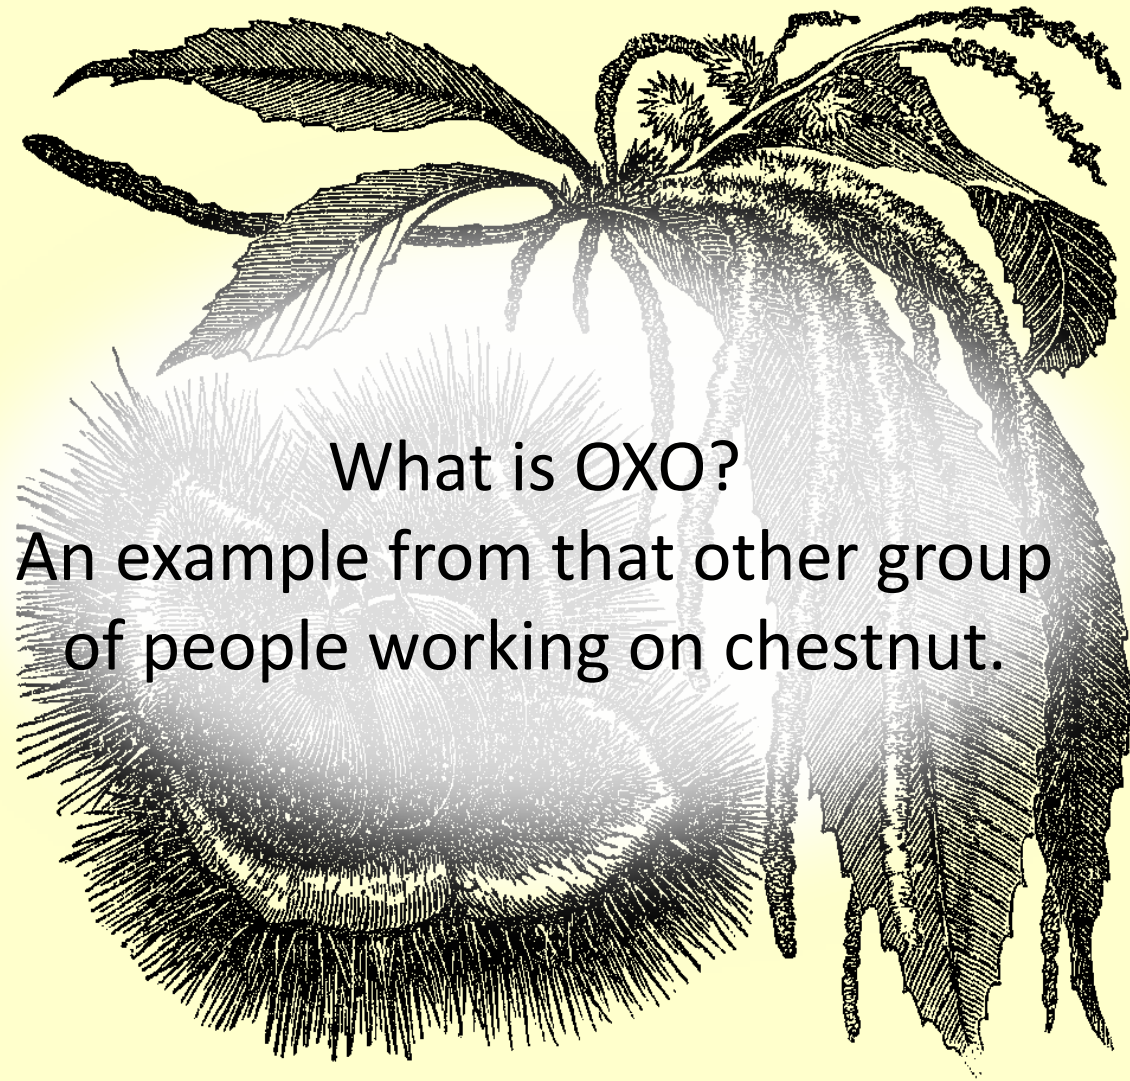 What is OXO?
An example from that other group
of people working on chestnut.